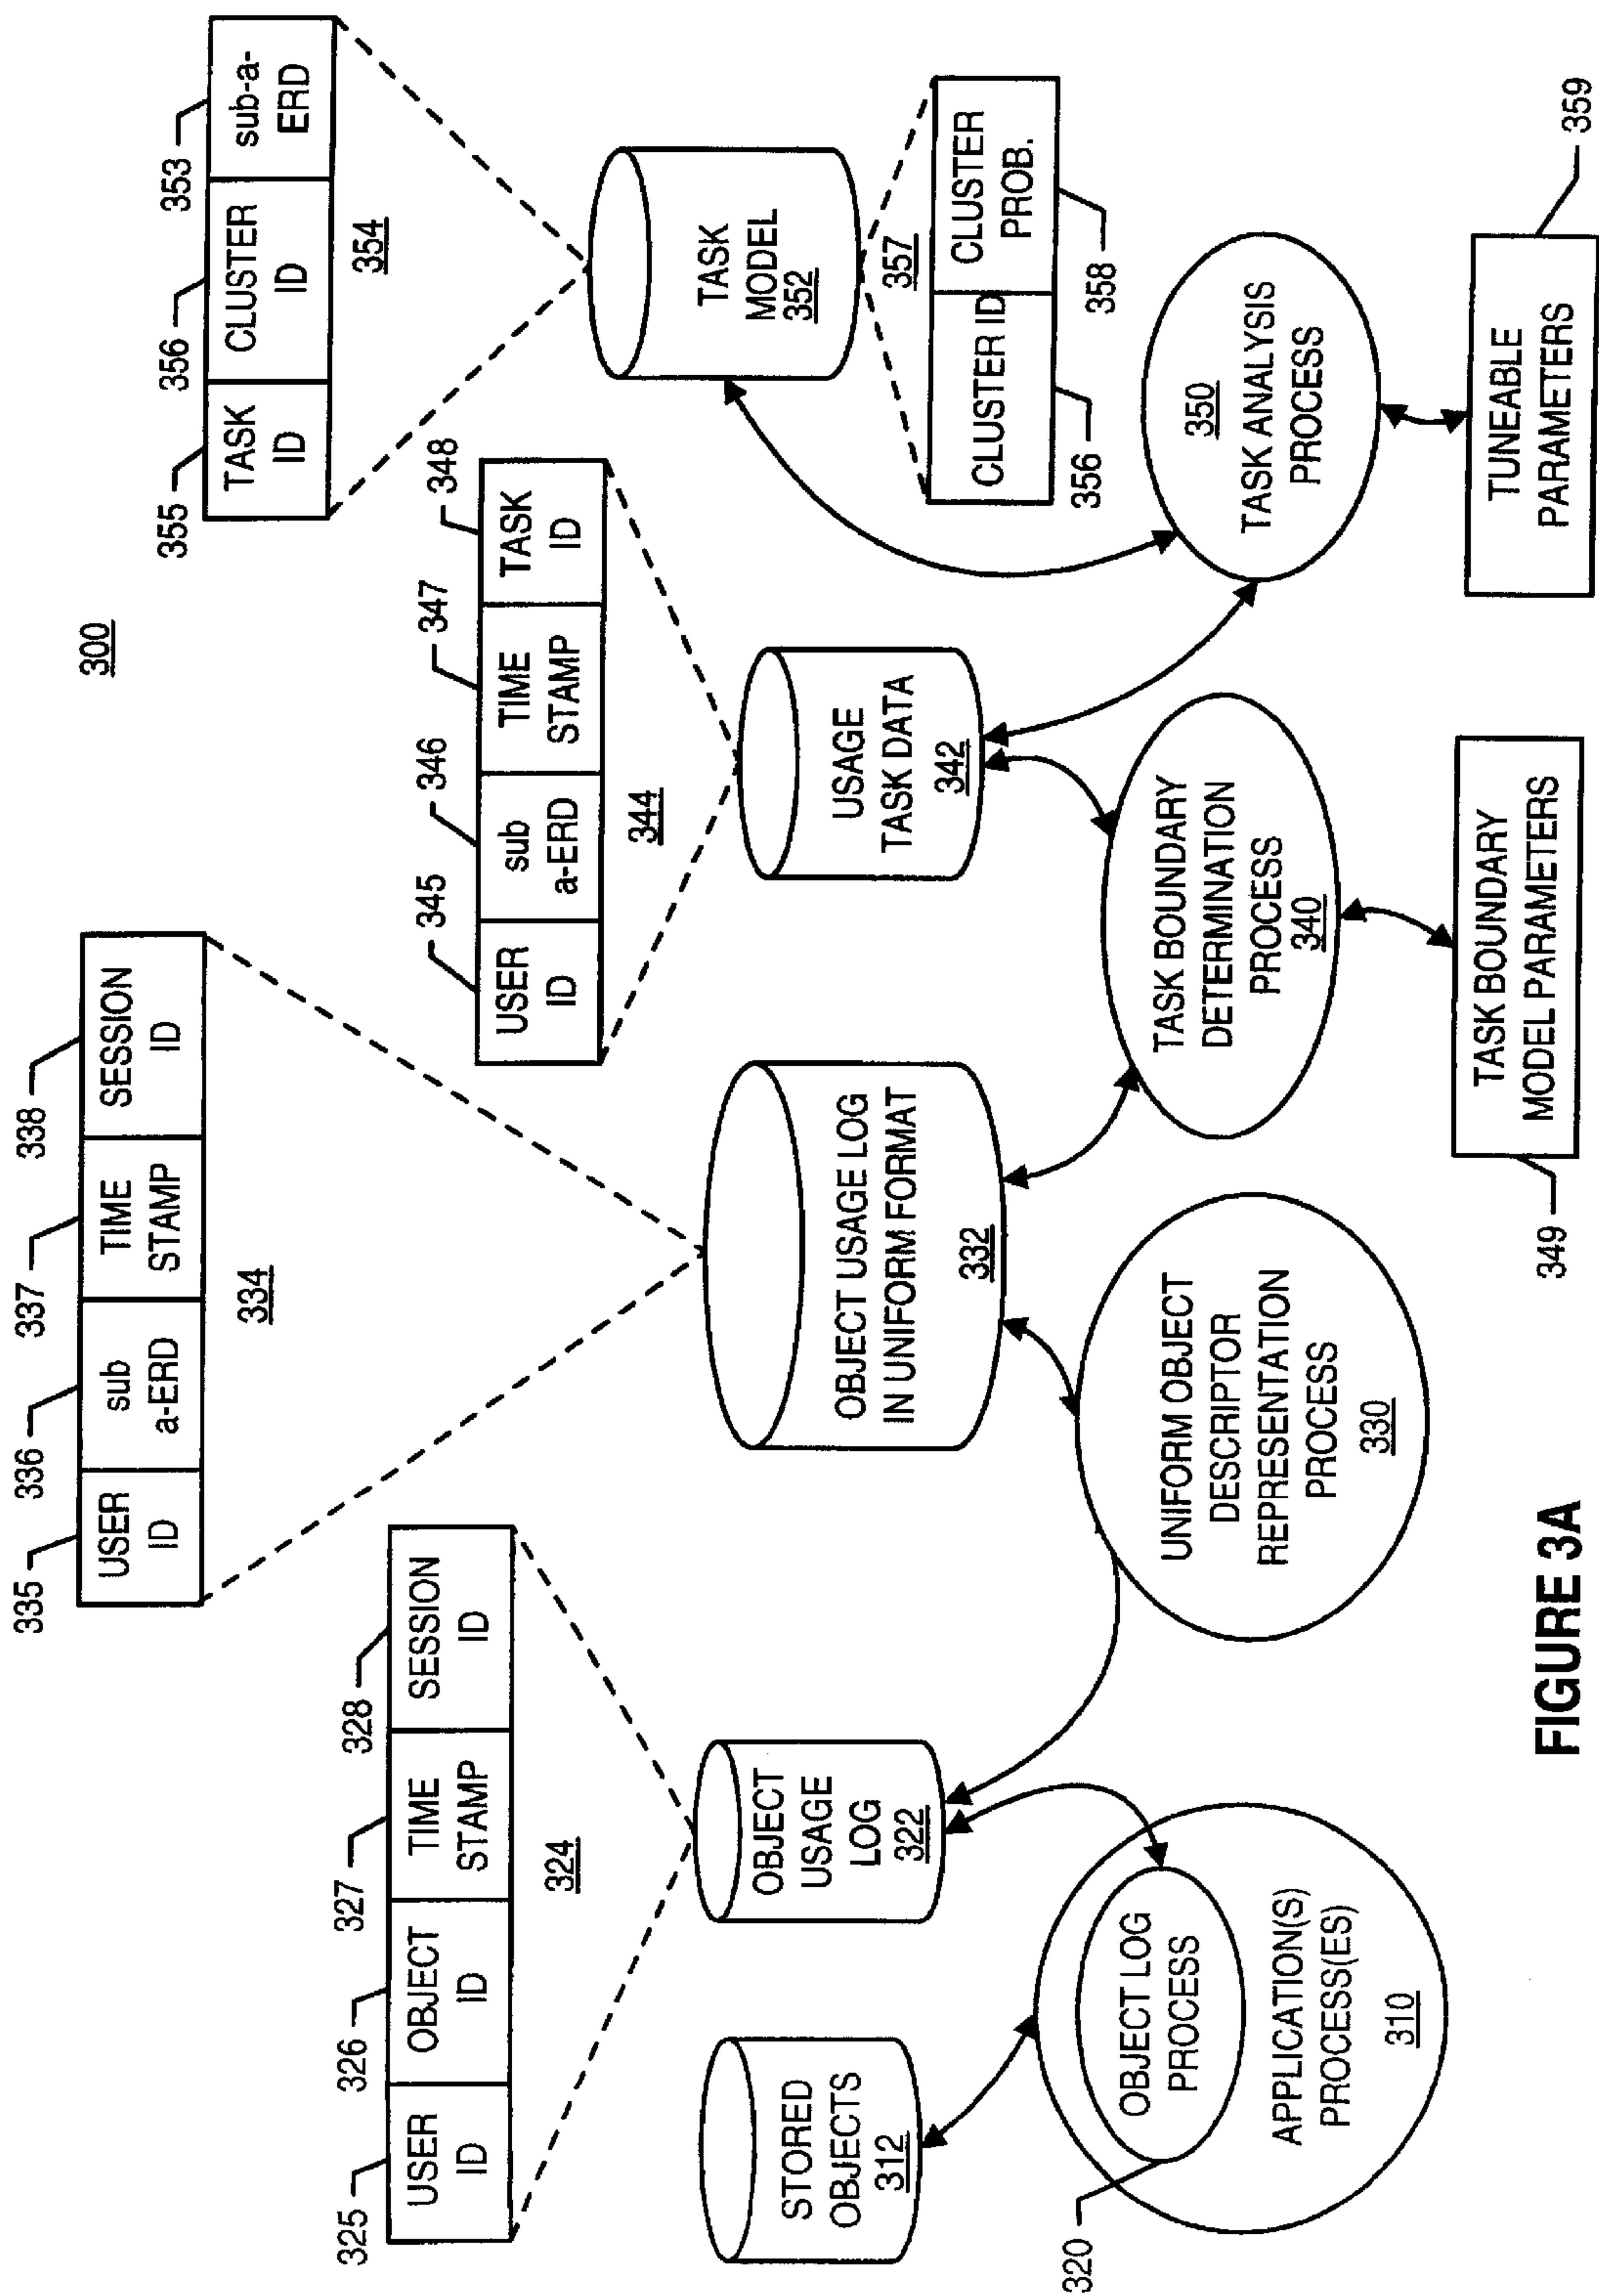 300
325
326
327
328
USER
ID
OBJECT
ID
TIME
STAMP
SESSION
ID
324
335
336
337
338
USER
ID
sub
a-ERD
TIME
STAMP
SESSION
ID
334
345
346
347
348
USER
ID
sub
a-ERD
TIME
STAMP
TASK
ID
344
355
356
353
TASK
ID
CLUSTER
ID
sub-a-
ERD
354
STORED
OBJECTS
312
OBJECT
USAGE
LOG
322
OBJECT USAGE LOG
IN UNIFORM FORMAT
332
USAGE
TASK DATA
342
TASK
MODEL
352
357
CLUSTER ID
CLUSTER
PROB.
356
358
320
OBJECT LOG
PROCESS
APPLICATION(S)
PROCESS(ES)
310
UNIFORM OBJECT
DESCRIPTOR
REPRESENTATION
PROCESS
330
TASK BOUNDARY
DETERMINATION
PROCESS
340
350
TASK ANALYSIS
PROCESS
349
TASK BOUNDARY
MODEL PARAMETERS
TUNEABLE
PARAMETERS
359
FIGURE 3A